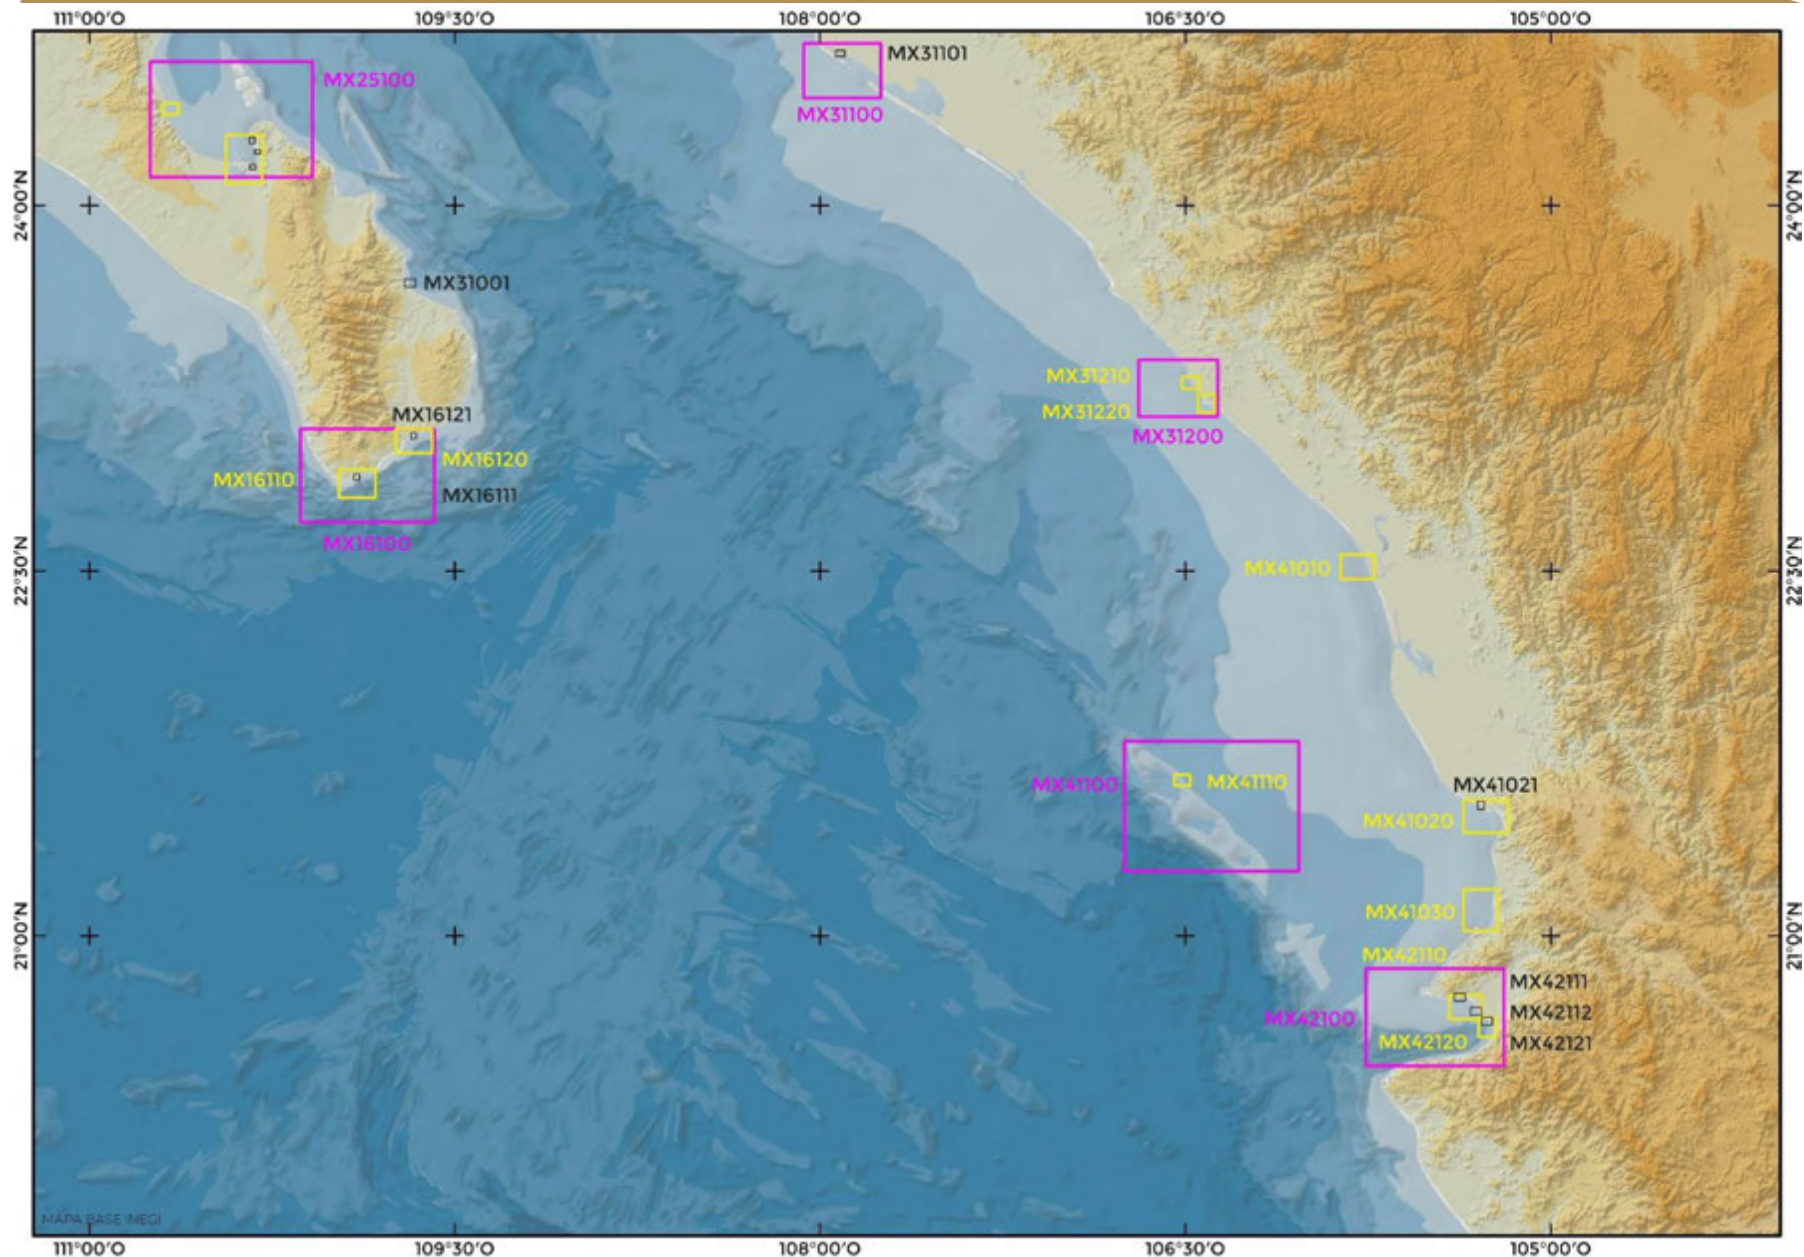 111°00'O 109°30'O 108°00'O 106°30'O 105°00'O
MX25100
MX31101
MX31100
24°00'N 24°00'N
MX31001
MX31210
MX31220
MX31200
MX16121
MX16120
MX16110
MX16111
MX16100
22°30'N 22°30'N
MX41010
MX41100
MX41110
MX41021
MX41020
MX41030
21°00'N 21°00'N
MX42110
MX42111
MX42112
MX42100
MX42120
MX42121
MAPA BASE INEGI
111°00'O 109°30'O 108°00'O 106°30'O 105°00'O